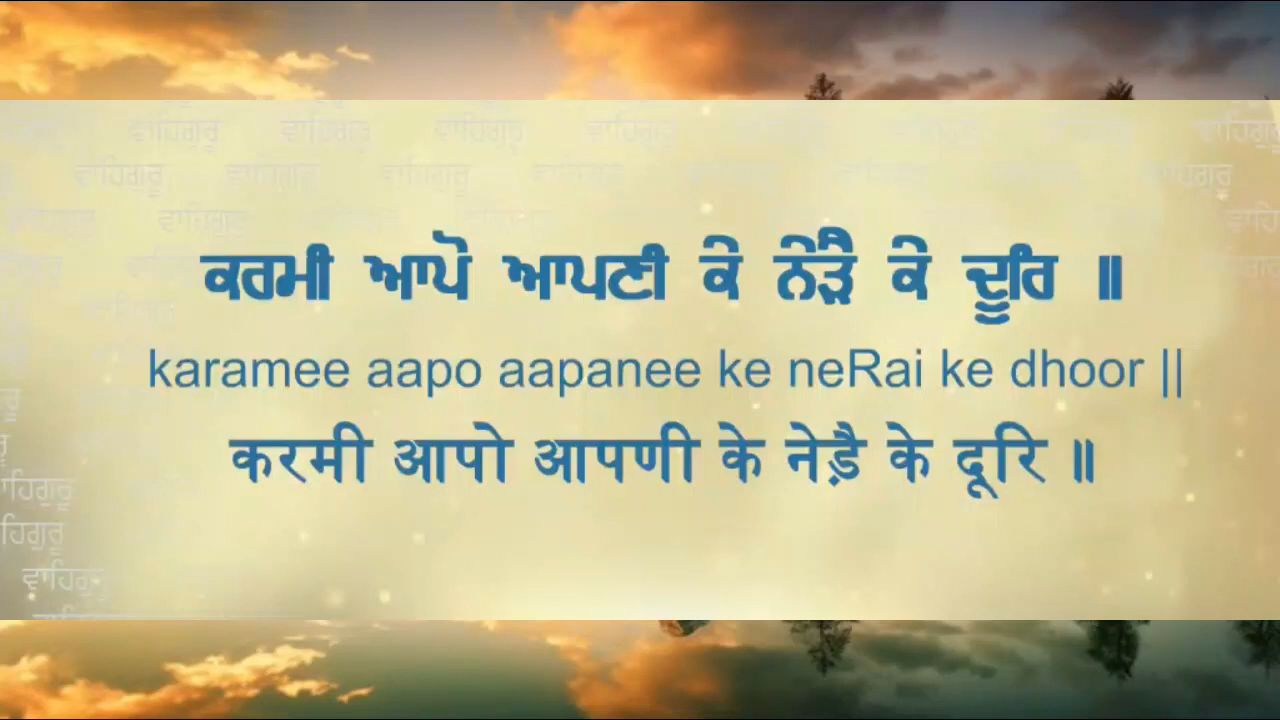 ਵਾਹਿਗੁਰੂ ਵਾਹਿਗੁਰੂ ਵਾਹਿਗੁਰੂ ਵਾਹਿਗੁਰੂ ਵਾਹਿਗੁਰੂ
ਵਾਹਿਗੁਰੂ ਵਾਹਿਗੁਰੂ ਵਾਹਿਗੁਰੂ ਵਾਹਿਗੁਰੂ
ਵਾਹਿਗੁਰੂ ਵਾਹਿਗੁਰੂ
ਕਰਮੀ ਆਪੋ ਆਪਣੀ ਕੇ ਨੇੜੈ ਕੇ ਦੂਰਿ ॥
karamee aapo aapanee ke neRai ke dhoor ||
करमी आपो आपणी के नेड़ै के दूरि ॥
ਵਾਹਿਗੁਰੂ